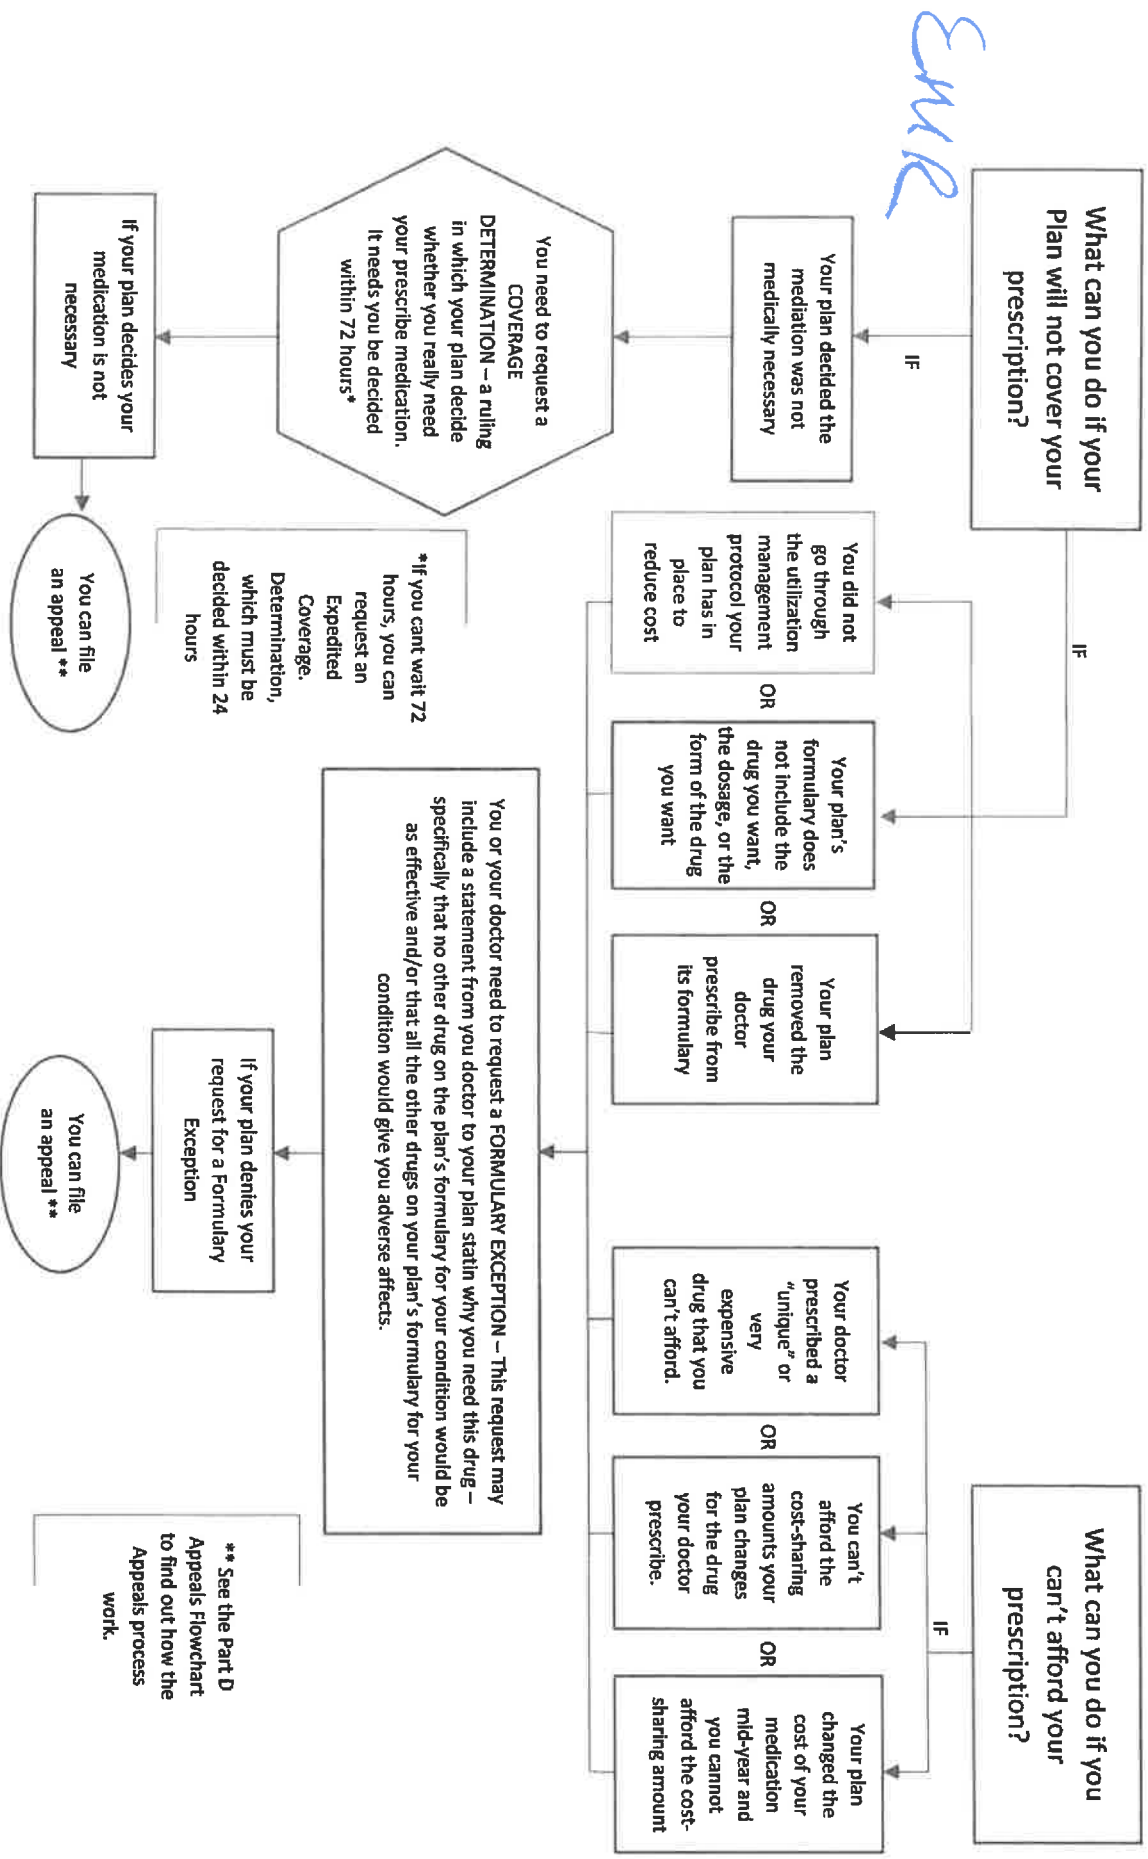 EMR
What can you do if your
Plan will not cover your
prescription?
What can you do if you
can't afford your
prescription?
IF
IF
IF
Your plan decided the
mediation was not
medically necessary
You did not
go through
the utilization
management
protocol your
plan has in
place to
reduce cost
OR
Your plan's
formulary does
not include the
drug you want,
the dosage, or the
form of the drug
you want
OR
Your plan
removed the
drug your
doctor
prescribe from
its formulary
Your doctor
prescribed a
"unique" or
very
expensive
drug that you
can't afford.
OR
You can't
afford the
cost-sharing
amounts your
plan changes
for the drug
your doctor
prescribe.
OR
Your plan
changed the
cost of your
medication
mid-year and
you cannot
afford the cost-
sharing amount
You need to request a
COVERAGE
DETERMINATION – a ruling
in which your plan decide
whether you really need
your prescribe medication.
It needs you be decided
within 72 hours*
*If you cant wait 72
hours, you can
request an
Expedited
Coverage.
Determination,
which must be
decided within 24
hours
You or your doctor need to request a FORMULARY EXCEPTION – This request may
include a statement from you doctor to your plan statin why you need this drug –
specifically that no other drug on the plan's formulary for your condition would be
as effective and/or that all the other drugs on your plan's formulary for your
condition would give you adverse affects.
If your plan decides your
medication is not
necessary
You can file
an appeal **
If your plan denies your
request for a Formulary
Exception
You can file
an appeal **
** See the Part D
Appeals Flowchart
to find out how the
Appeals process
work.